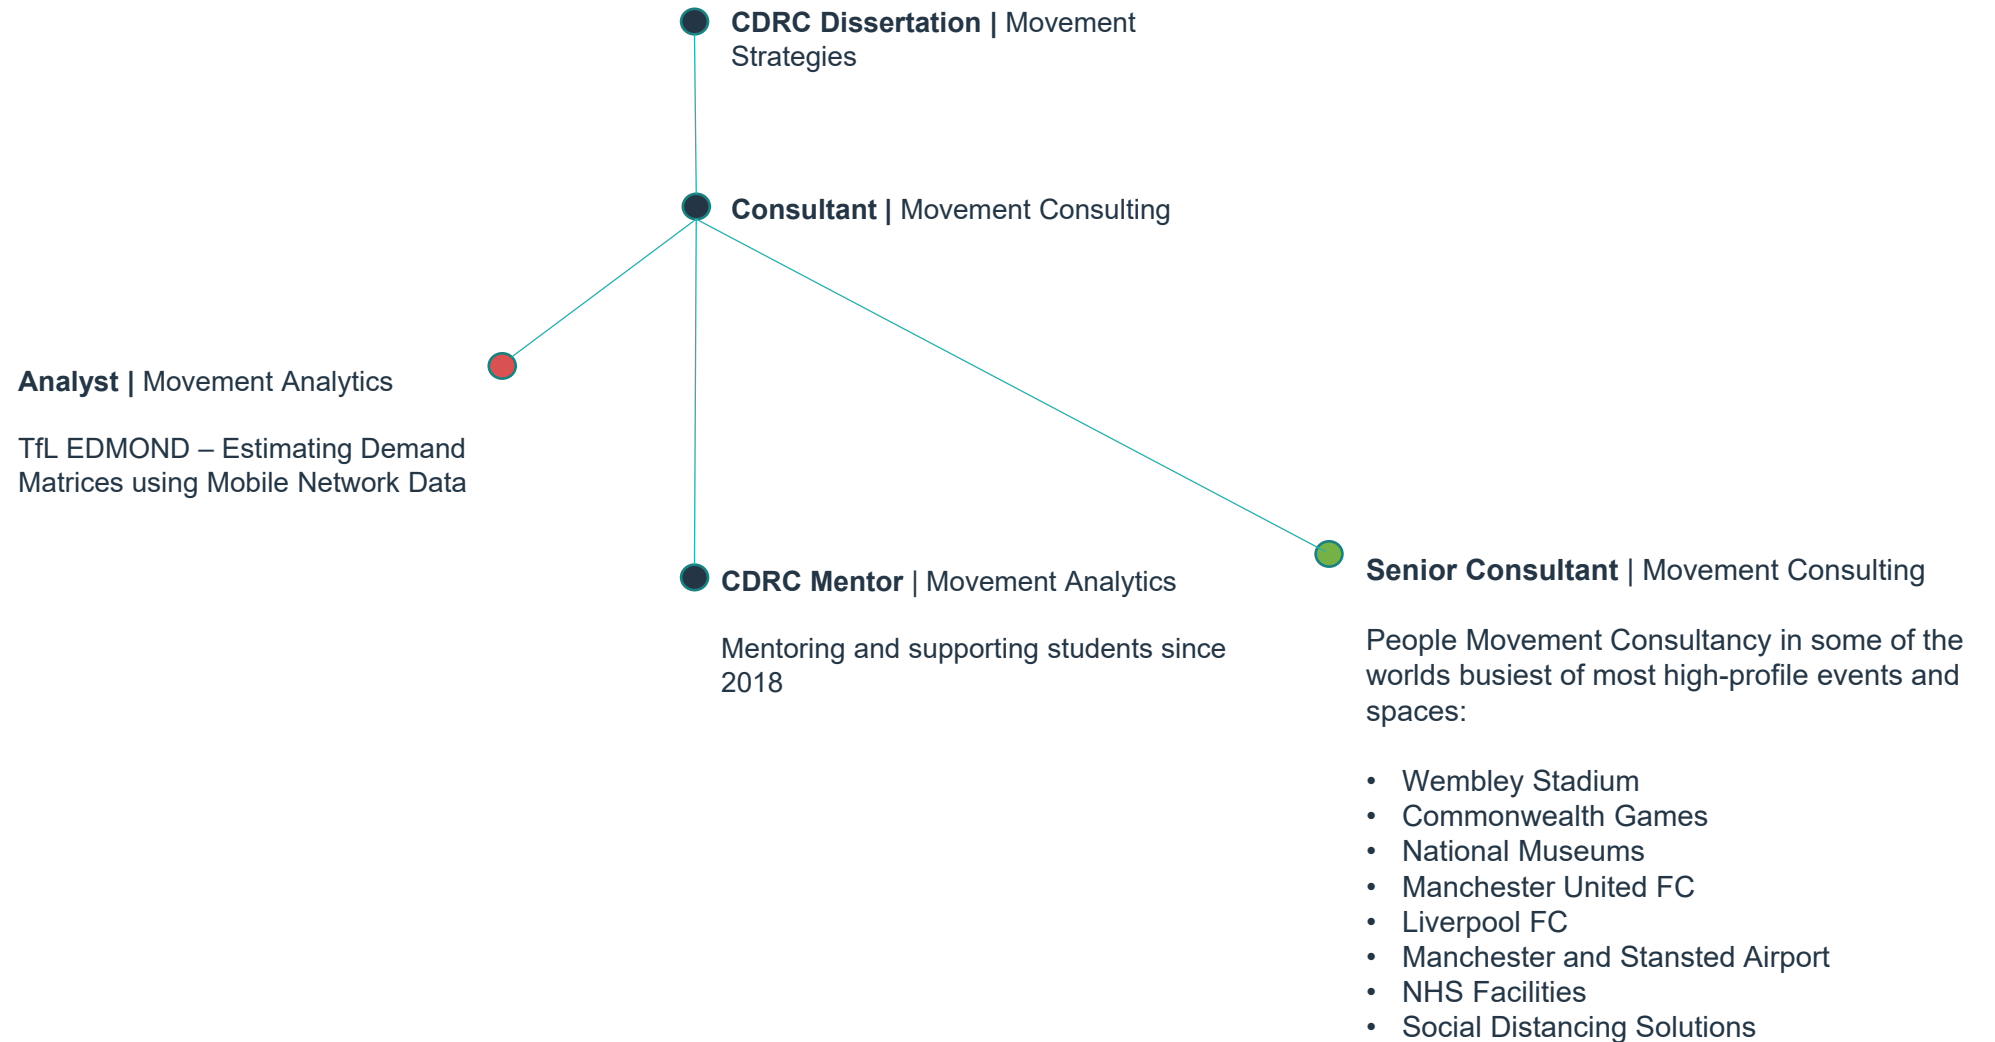 CDRC Dissertation | Movement
Strategies
Consultant | Movement Consulting
Analyst | Movement Analytics
TfL EDMOND – Estimating Demand
Matrices using Mobile Network Data
CDRC Mentor | Movement Analytics
Mentoring and supporting students since
2018
Senior Consultant | Movement Consulting
People Movement Consultancy in some of the
worlds busiest of most high-profile events and
spaces:
• Wembley Stadium
• Commonwealth Games
• National Museums
• Manchester United FC
• Liverpool FC
• Manchester and Stansted Airport
• NHS Facilities
• Social Distancing Solutions